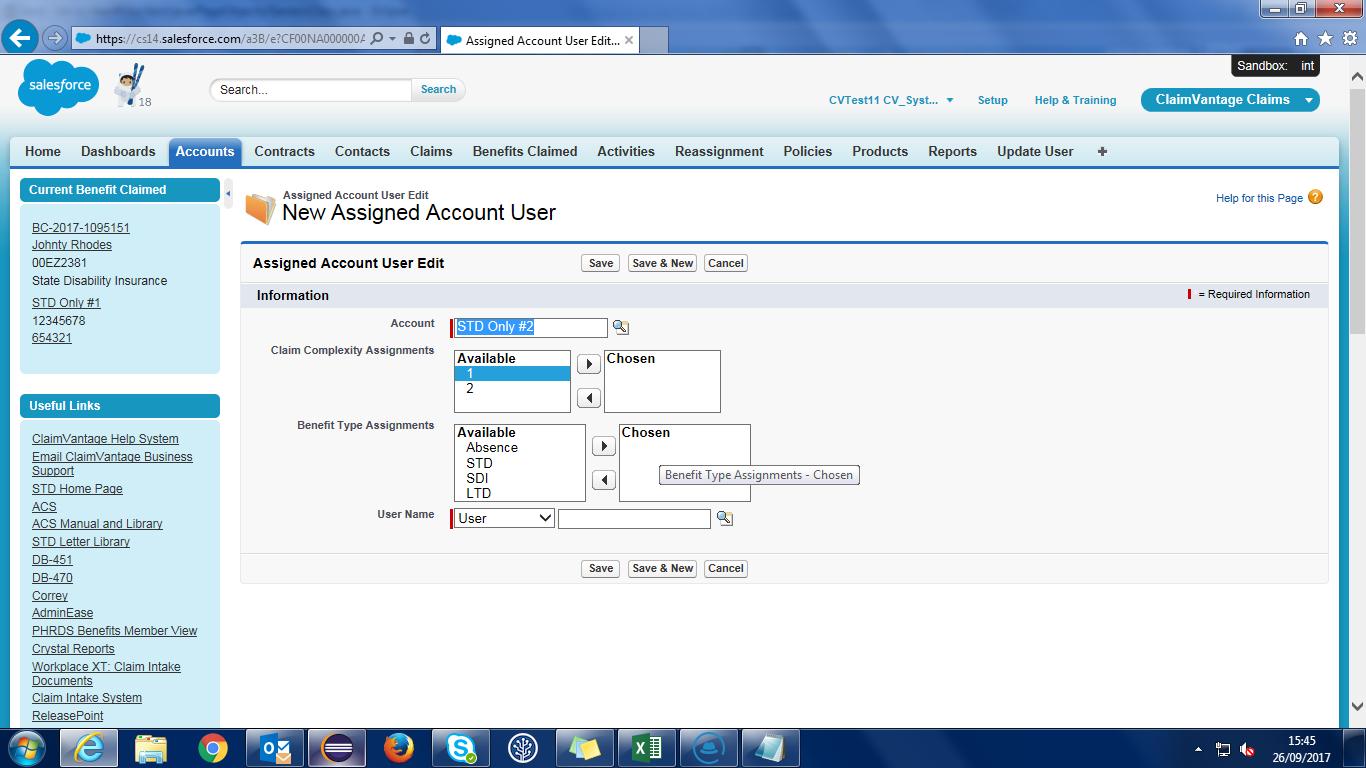 https://cs14.salesforce.com/a3B/e?CF00NA000000A
Assigned Account User Edit...
Sandbox: int
salesforce
18
Search...
Search
CVTest11 CV_Syst...
Setup
Help & Training
ClaimVantage Claims
Home
Dashboards
Accounts
Contracts
Contacts
Claims
Benefits Claimed
Activities
Reassignment
Policies
Products
Reports
Update User
Current Benefit Claimed
BC-2017-1095151
Johnty Rhodes
00EZ2381
State Disability Insurance
STD Only #1
12345678
654321
Useful Links
ClaimVantage Help System
Email ClaimVantage Business
Support
STD Home Page
ACS
ACS Manual and Library
STD Letter Library
DB-451
DB-470
Correy
AdminEase
PHRDS Benefits Member View
Crystal Reports
Workplace XT: Claim Intake
Documents
Claim Intake System
ReleasePoint
Assigned Account User Edit
New Assigned Account User
Help for this Page
Assigned Account User Edit
Save
Save & New
Cancel
Information
= Required Information
Account
STD Only #2
Claim Complexity Assignments
Available
1
2
Chosen
Benefit Type Assignments
Available
Absence
STD
SDI
LTD
Chosen
Benefit Type Assignments - Chosen
User Name
User
Save
Save & New
Cancel
15:45
26/09/2017